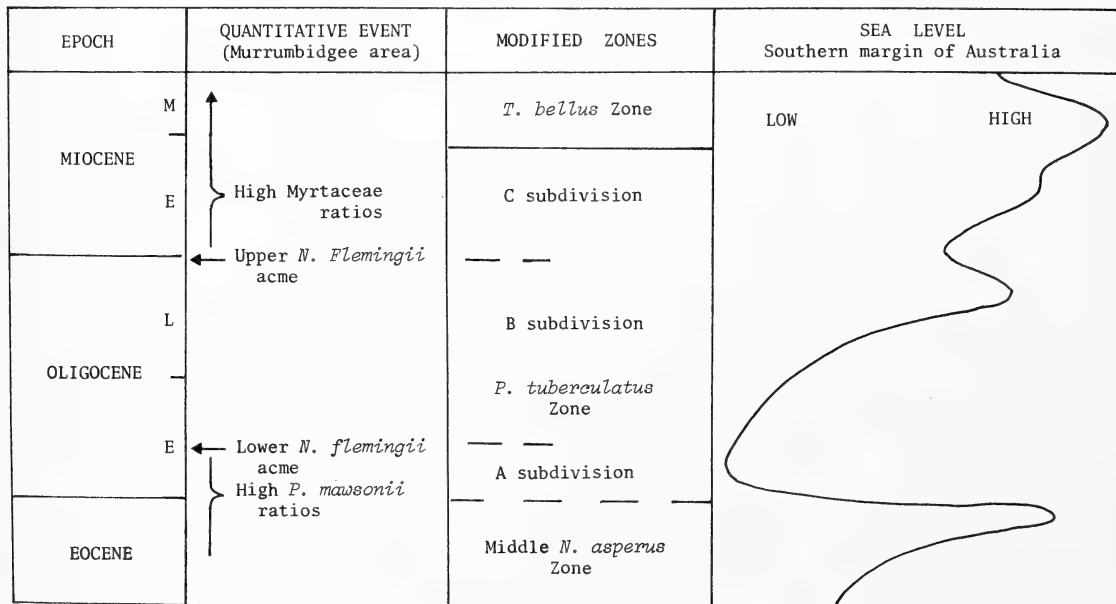 EPOCH
QUANTITATIVE EVENT
(Murrumbidgee area)
MODIFIED ZONES
SEA LEVEL
Southern margin of Australia
M
MIOCENE
E
L
OLIGOCENE
E
EOCENE
High Myrtaceae
ratios
Upper N. Flemingii
acme
Lower N. flemingii
acme
High P. mawsonii
ratios
T. bellus Zone
C subdivision
B subdivision
P. tuberculatus
Zone
A subdivision
Middle N. asperus
Zone
LOW
HIGH